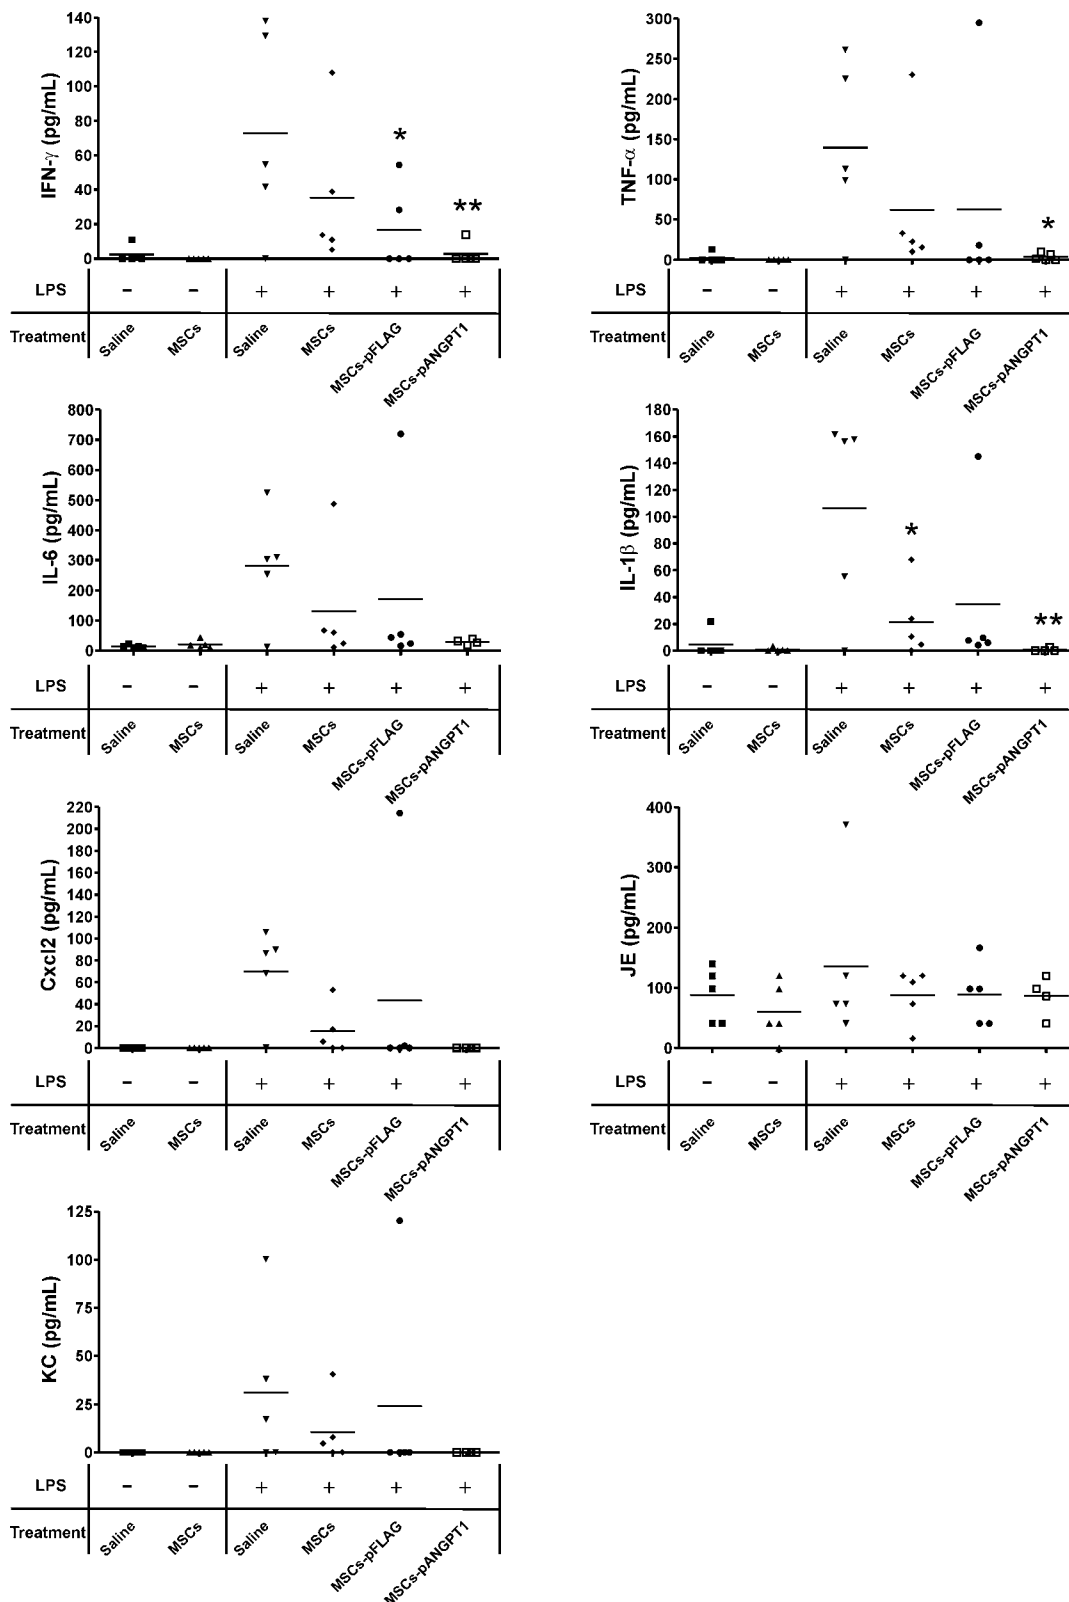 IFN-γ (pg/mL)
140
120
100
80
60
40
20
0
*
**
LPS - - + + + +
Treatment Saline MSCs Saline MSCs MSCs-pFLAG MSCs-pANGPT1
TNF-α (pg/mL)
300
250
200
150
100
50
0
*
LPS - - + + + +
Treatment Saline MSCs Saline MSCs MSCs-pFLAG MSCs-pANGPT1
IL-6 (pg/mL)
800
700
600
500
400
300
200
100
0
LPS - - + + + +
Treatment Saline MSCs Saline MSCs MSCs-pFLAG MSCs-pANGPT1
IL-1β (pg/mL)
180
160
140
120
100
80
60
40
20
0
*
**
LPS - - + + + +
Treatment Saline MSCs Saline MSCs MSCs-pFLAG MSCs-pANGPT1
Cxcl2 (pg/mL)
220
200
180
160
140
120
100
80
60
40
20
0
LPS - - + + + +
Treatment Saline MSCs Saline MSCs MSCs-pFLAG MSCs-pANGPT1
JE (pg/mL)
400
300
200
100
0
LPS - - + + + +
Treatment Saline MSCs Saline MSCs MSCs-pFLAG MSCs-pANGPT1
KC (pg/mL)
125
100
75
50
25
0
LPS - - + + + +
Treatment Saline MSCs Saline MSCs MSCs-pFLAG MSCs-pANGPT1